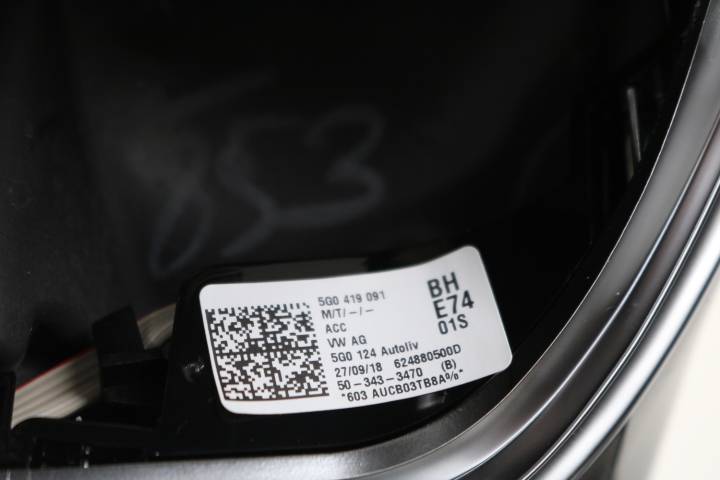 853
5G0 419 091
M/T/-/-
ACC
VW AG
5G0 124 Autoliv
27/09/18 624880500D
50-343-3470 (B)
*603 AUCB03TB8A%*
BH
E74
01S